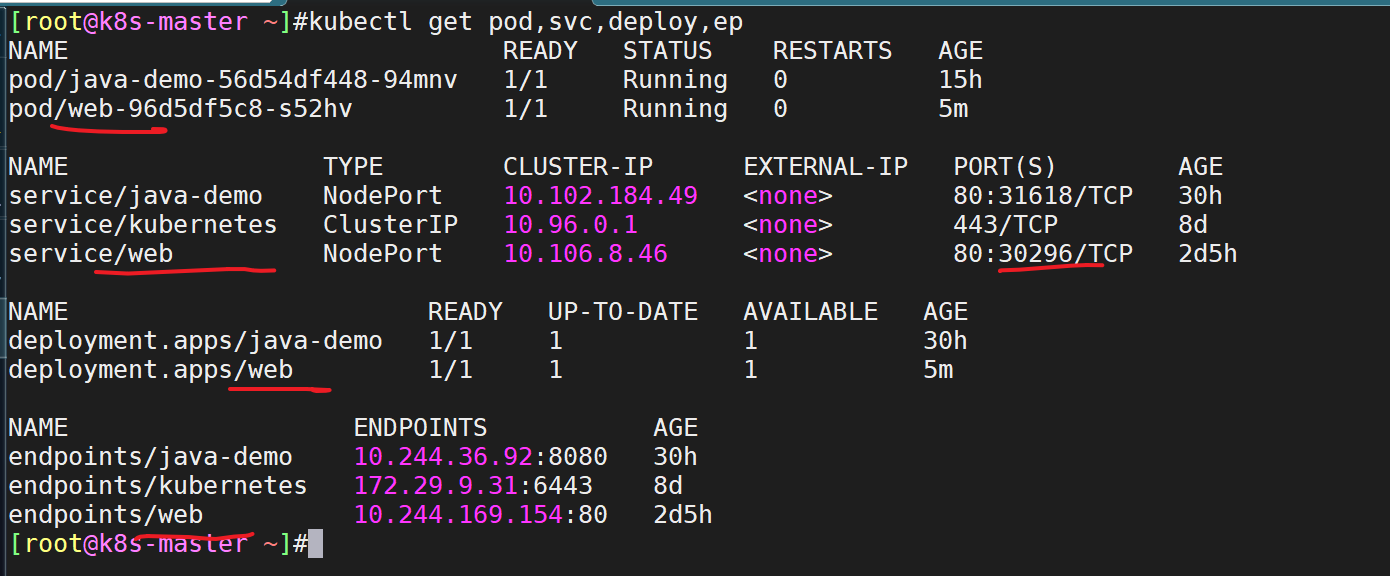 [root@k8s-master ~]#kubectl get pod,svc,deploy,ep
NAME                             READY   STATUS    RESTARTS   AGE
pod/java-demo-56d54df448-94mnv   1/1     Running   0          15h
pod/web-96d5df5c8-s52hv          1/1     Running   0          5m

NAME                 TYPE        CLUSTER-IP      EXTERNAL-IP   PORT(S)        AGE
service/java-demo    NodePort    10.102.184.49   <none>        80:31618/TCP   30h
service/kubernetes   ClusterIP   10.96.0.1       <none>        443/TCP        8d
service/web          NodePort    10.106.8.46     <none>        80:30296/TCP   2d5h

NAME                        READY   UP-TO-DATE   AVAILABLE   AGE
deployment.apps/java-demo   1/1     1            1           30h
deployment.apps/web         1/1     1            1           5m

NAME                   ENDPOINTS           AGE
endpoints/java-demo    10.244.36.92:8080   30h
endpoints/kubernetes   172.29.9.31:6443    8d
endpoints/web          10.244.169.154:80   2d5h
[root@k8s-master ~]#